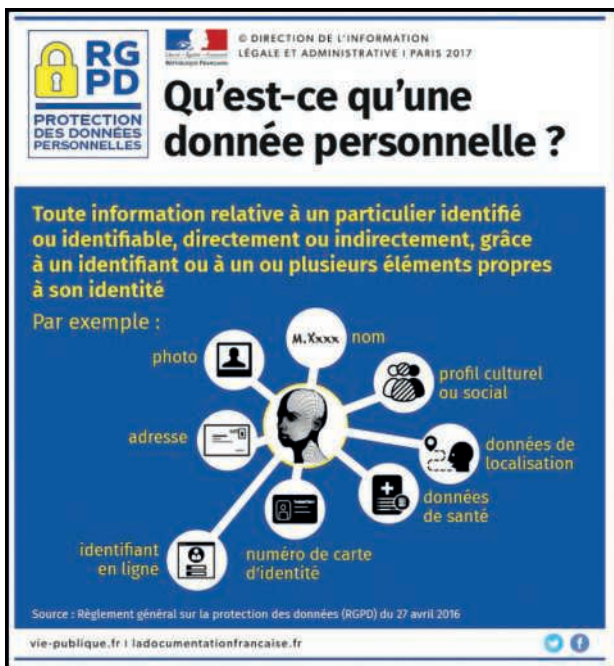 RG
PD
PROTECTION
DES DONNÉES
PERSONNELLES
© DIRECTION DE L'INFORMATION
LÉGALE ET ADMINISTRATIVE I PARIS 2017
Qu'est-ce qu'une
donnée personnelle ?
Toute information relative à un particulier identifié
ou identifiable, directement ou indirectement, grâce
à un identifiant ou à un ou plusieurs éléments propres
à son identité
Par exemple :
photo
M.Xxxx
nom
profil culturel
ou social
adresse
données de
localisation
données
de santé
identifiant
en ligne
numéro de carte
d'identité
Source : Règlement général sur la protection des données (RGPD) du 27 avril 2016
vie-publique.fr I ladocumentationfrancaise.fr